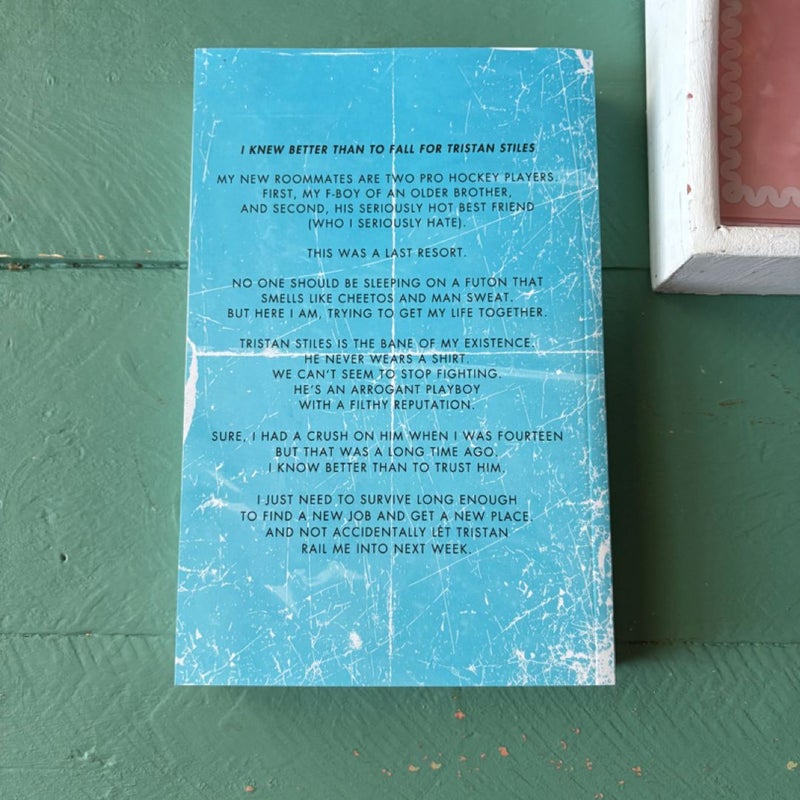 I KNEW BETTER THAN TO FALL FOR TRISTAN STILES
MY NEW ROOMMATES ARE TWO PRO HOCKEY PLAYERS.
FIRST, MY F-BOY OF AN OLDER BROTHER,
AND SECOND, HIS SERIOUSLY HOT BEST FRIEND
(WHO I SERIOUSLY HATE).
THIS WAS A LAST RESORT.
NO ONE SHOULD BE SLEEPING ON A FUTON THAT
SMELLS LIKE CHEETOS AND MAN SWEAT.
BUT HERE I AM, TRYING TO GET MY LIFE TOGETHER.
TRISTAN STILES IS THE BANE OF MY EXISTENCE.
HE NEVER WEARS A SHIRT.
WE CAN'T SEEM TO STOP FIGHTING.
HE'S AN ARROGANT PLAYBOY
WITH A FILTHY REPUTATION.
SURE, I HAD A CRUSH ON HIM WHEN I WAS FOURTEEN
BUT THAT WAS A LONG TIME AGO.
I KNOW BETTER THAN TO TRUST HIM.
I JUST NEED TO SURVIVE LONG ENOUGH
TO FIND A NEW JOB AND GET A NEW PLACE.
AND NOT ACCIDENTALLY LET TRISTAN
RAIL ME INTO NEXT WEEK.